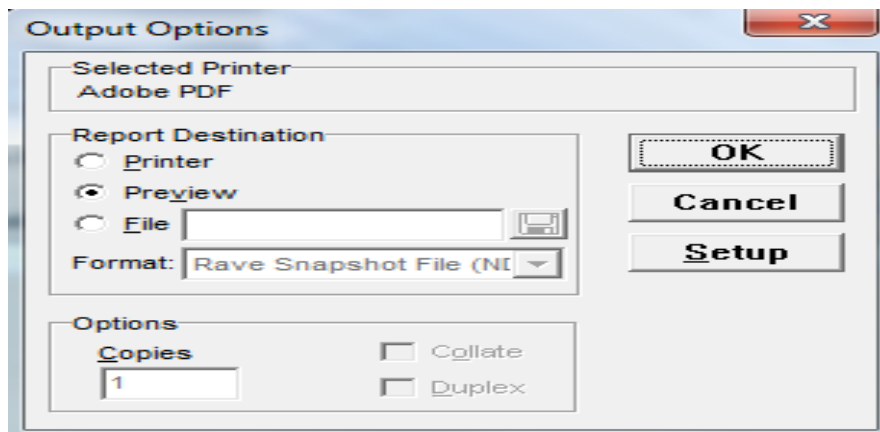 Output Options
Selected Printer
Adobe PDF
Report Destination
Printer
Preview
File
Format: Rave Snapshot File (NI
OK
Cancel
Setup
Options
Copies
1
Collate
Duplex